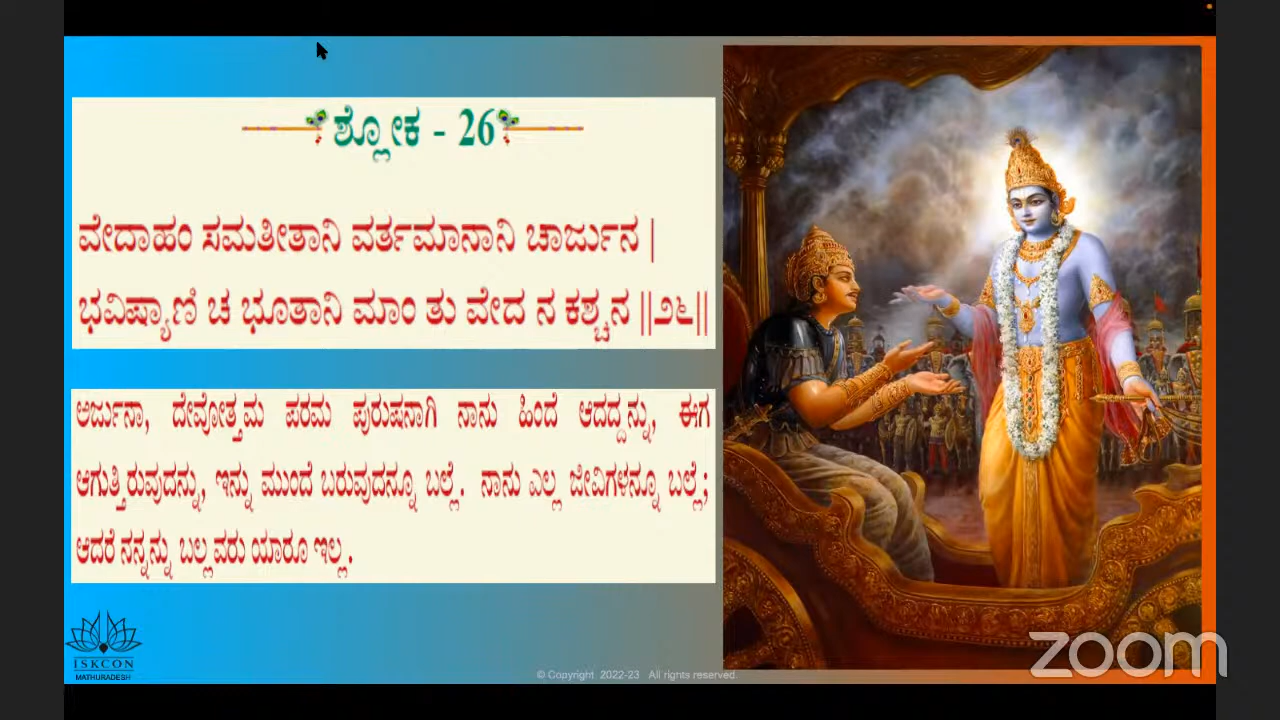 ಶ್ಲೋಕ - 26
ವೇದಾಹಂ ಸಮತೀತಾನಿ ವರ್ತಮಾನಾನಿ ಚಾರ್ಜುನ |
ಭವಿಷ್ಯಾಣಿ ಚ ಭೂತಾನಿ ಮಾಂ ತು ವೇದ ನ ಕಶ್ಚನ ||೨೬||
ಅರ್ಜುನಾ, ದೇವೋತ್ತಮ ಪರಮ ಪುರುಷನಾಗಿ ನಾನು ಹಿಂದೆ ಆದದ್ದನ್ನು, ಈಗ
ಆಗುತ್ತಿರುವುದನ್ನು, ಇನ್ನು ಮುಂದೆ ಬರುವುದನ್ನೂ ಬಲ್ಲೆ. ನಾನು ಎಲ್ಲ ಜೀವಿಗಳನ್ನೂ ಬಲ್ಲೆ;
ಆದರೆ ನನ್ನನ್ನು ಬಲ್ಲವರು ಯಾರೂ ಇಲ್ಲ.
ISKCON
MATHURADESH
© Copyright 2022-23 All rights reserved.
zoom